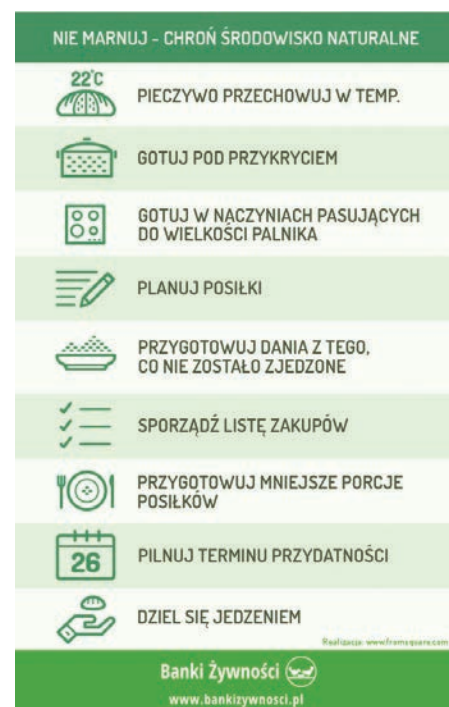 NIE MARNUJ - CHROŃ ŚRODOWISKO NATURALNE
22°C
PIECZYWO PRZECHOWUJ W TEMP.
GOTUJ POD PRZYKRYCIEM
GOTUJ W NACZYNIACH PASUJĄCYCH
DO WIELKOŚCI PALNIKA
PLANUJ POSIŁKI
PRZYGOTOWUJ DANIA Z TEGO,
CO NIE ZOSTAŁO ZJEDZONE
SPORZĄDŹ LISTĘ ZAKUPÓW
PRZYGOTOWUJ MNIEJSZE PORCJE
POSIŁKÓW
26
PILNUJ TERMINU PRZYDATNOŚCI
DZIEL SIĘ JEDZENIEM
Realizacja: www.fromsquare.com
Banki Żywności
www.bankizywnosci.pl